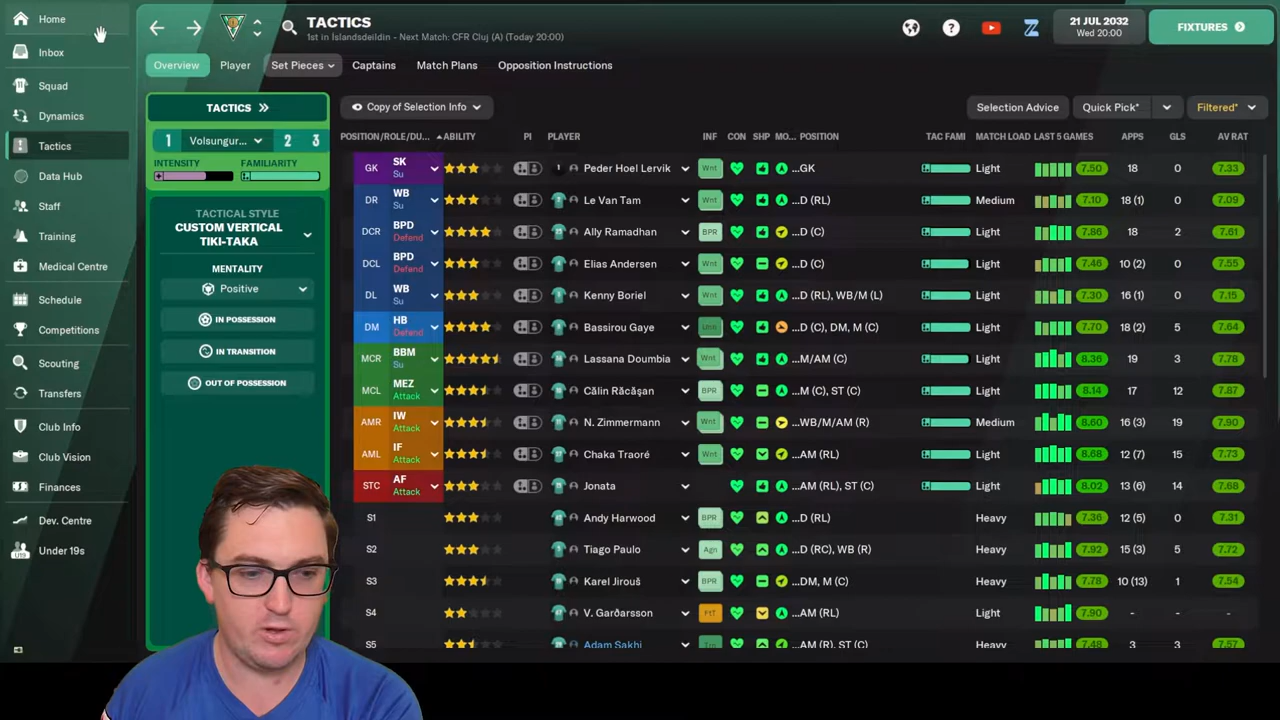 Home
TACTICS
1st in Íslandsdeildin - Next Match: CFR Cluj (A) (Today 20:00)
21 JUL 2032
Wed 20:00
FIXTURES
Inbox
Squad
Dynamics
Tactics
Data Hub
Staff
Training
Medical Centre
Schedule
Competitions
Scouting
Transfers
Club Info
Club Vision
Finances
Dev. Centre
Under 19s
Overview Player Set Pieces Captains Match Plans Opposition Instructions
TACTICS
1 Volsungur... 2 3
INTENSITY FAMILIARITY
TACTICAL STYLE
CUSTOM VERTICAL
TIKI-TAKA
MENTALITY
Positive
IN POSSESSION
IN TRANSITION
OUT OF POSSESSION
Copy of Selection Info Selection Advice Quick Pick* Filtered*
POSITION/ROLE/DU... ABILITY PI PLAYER INF CON SHP MO... POSITION TAC FAMI MATCH LOAD LAST 5 GAMES APPS GLS AV RAT
GK SK Su Peder Hoel Lervik Wnt ...GK Light 7.50 18 0 7.33
DR WB Su Le Van Tam Wnt ...D (RL) Medium 7.10 18 (1) 0 7.09
DCR BPD Defend Ally Ramadhan BPR ...D (C) Light 7.86 18 2 7.61
DCL BPD Defend Elias Andersen Wnt ...D (C) Light 7.46 10 (2) 0 7.55
DL WB Su Kenny Boriel Wnt ...D (RL), WB/M (L) Light 7.30 16 (1) 0 7.15
DM HB Defend Bassirou Gaye Unh ...D (C), DM, M (C) Light 7.70 18 (2) 5 7.64
MCR BBM Su Lassana Doumbia Wnt ...M/AM (C) Light 8.36 19 3 7.78
MCL MEZ Attack Călin Răcășan BPR ...M (C), ST (C) Light 8.14 17 12 7.87
AMR IW Attack N. Zimmermann Wnt ...WB/M/AM (R) Medium 8.60 16 (3) 19 7.90
AML IF Attack Chaka Traoré Wnt ...AM (RL) Light 8.68 12 (7) 15 7.73
STC AF Attack Jonata ...AM (RL), ST (C) Light 8.02 13 (6) 14 7.68
S1 Andy Harwood BPR ...D (RL) Heavy 7.36 12 (5) 0 7.31
S2 Tiago Paulo Agn ...D (RC), WB (R) Heavy 7.92 15 (3) 5 7.72
S3 Karel Jirouš BPR ...DM, M (C) Heavy 7.78 10 (13) 1 7.54
S4 V. Garðarsson FtT ...AM (RL) Light 7.90 - - -
S5 Adam Sakhi Trn ...AM (R), ST (C) Heavy 7.48 3 3 7.57